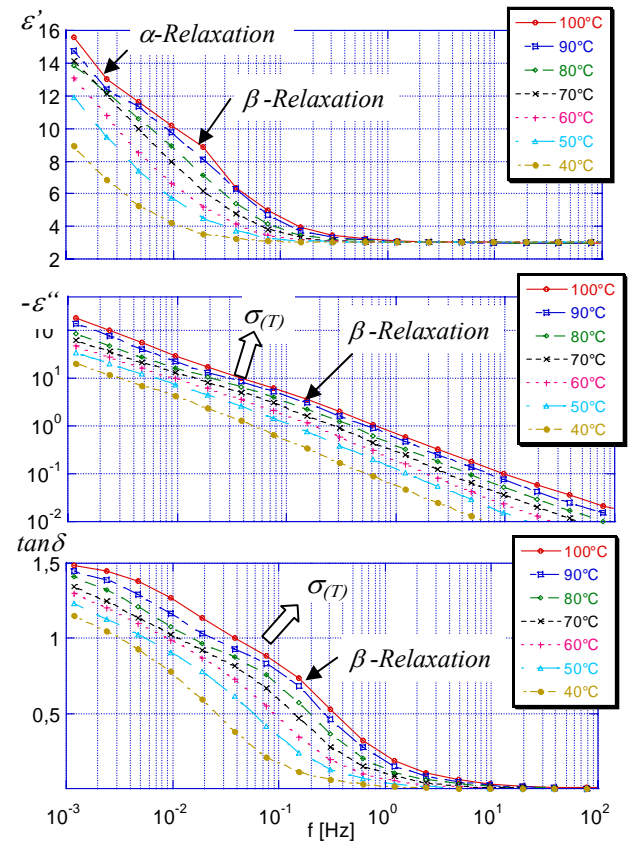 ε’
16
14
12
10
8
6
4
2
α-Relaxation
β -Relaxation
100°C
90°C
80°C
70°C
60°C
50°C
40°C
-ε“
10¹
10⁰
10⁻¹
10⁻²
σ(T)
β -Relaxation
100°C
90°C
80°C
70°C
60°C
50°C
40°C
tanδ
1.5
1
0.5
σ(T)
β -Relaxation
100°C
90°C
80°C
70°C
60°C
50°C
40°C
10⁻³ 10⁻² 10⁻¹ 10⁰ 10¹ 10²
f [Hz]